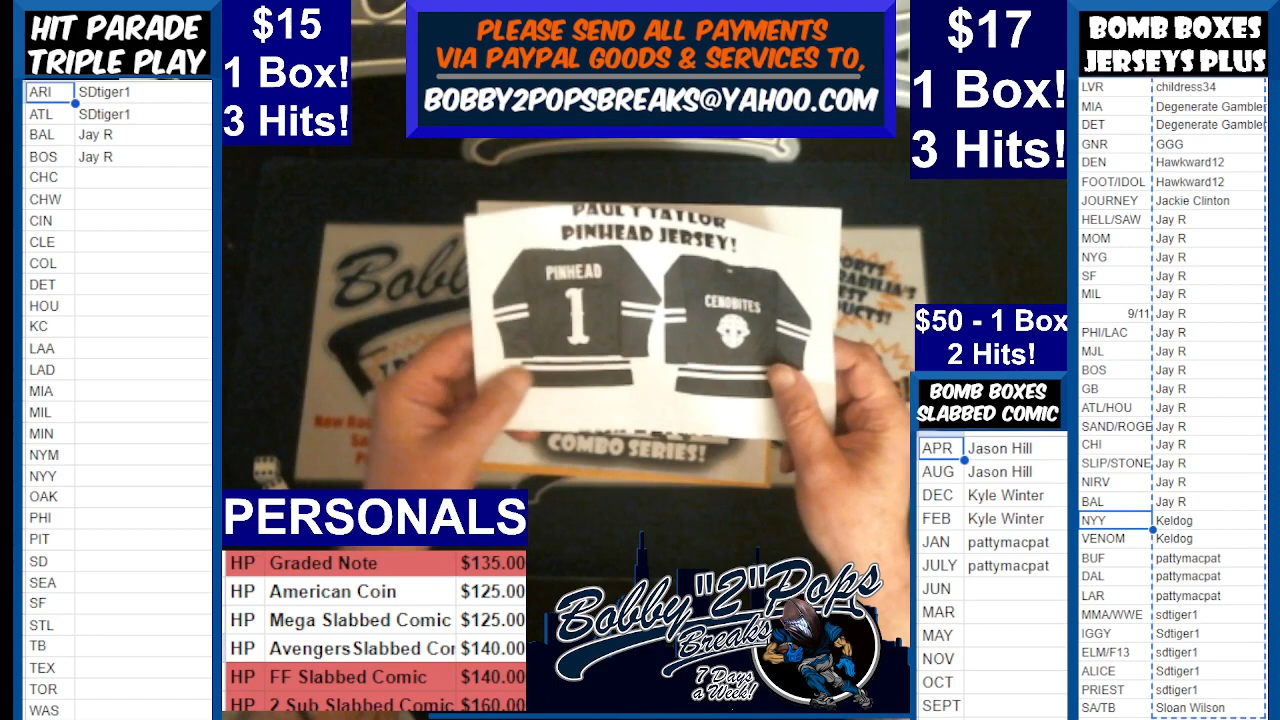 HIT PARADE
TRIPLE PLAY
ARI SDtiger1
ATL SDtiger1
BAL Jay R
BOS Jay R
CHC
CHW
CIN
CLE
COL
DET
HOU
KC
LAA
LAD
MIA
MIL
MIN
NYM
NYY
OAK
PHI
PIT
SD
SEA
SF
STL
TB
TEX
TOR
WAS
$15
1 Box!
3 Hits!
PLEASE SEND ALL PAYMENTS
VIA PAYPAL GOODS & SERVICES TO,
BOBBY2POPSBREAKS@YAHOO.COM
PAUL T TAYLOR
PINHEAD JERSEY!
PINHEAD
1
CENOBITES
COMBO SERIES!
PERSONALS
HP Graded Note $135.00
HP American Coin $125.00
HP Mega Slabbed Comic $125.00
HP AvengersSlabbed Cor $140.00
HP FF Slabbed Comic $140.00
HP 2 Sub Slabbed Comic $160.00
Bobby "2" Pops
Breaks
7 Days
a Week!
$17
1 Box!
3 Hits!
$50 - 1 Box
2 Hits!
BOMB BOXES
SLABBED COMIC
APR Jason Hill
AUG Jason Hill
DEC Kyle Winter
FEB Kyle Winter
JAN pattymacpat
JULY pattymacpat
JUN
MAR
MAY
NOV
OCT
SEPT
BOMB BOXES
JERSEYS PLUS
LVR childress34
MIA Degenerate Gambler
DET Degenerate Gambler
GNR GGG
DEN Hawkward12
FOOT/IDOL Hawkward12
JOURNEY Jackie Clinton
HELL/SAW Jay R
MOM Jay R
NYG Jay R
SF Jay R
MIL Jay R
9/11 Jay R
PHI/LAC Jay R
MJL Jay R
BOS Jay R
GB Jay R
ATL/HOU Jay R
SAND/ROGE Jay R
CHI Jay R
SLIP/STONE Jay R
NIRV Jay R
BAL Jay R
NYY Keldog
VENOM Keldog
BUF pattymacpat
DAL pattymacpat
LAR pattymacpat
MMA/WWE sdtiger1
IGGY Sdtiger1
ELM/F13 sdtiger1
ALICE Sdtiger1
PRIEST sdtiger1
SA/TB Sloan Wilson